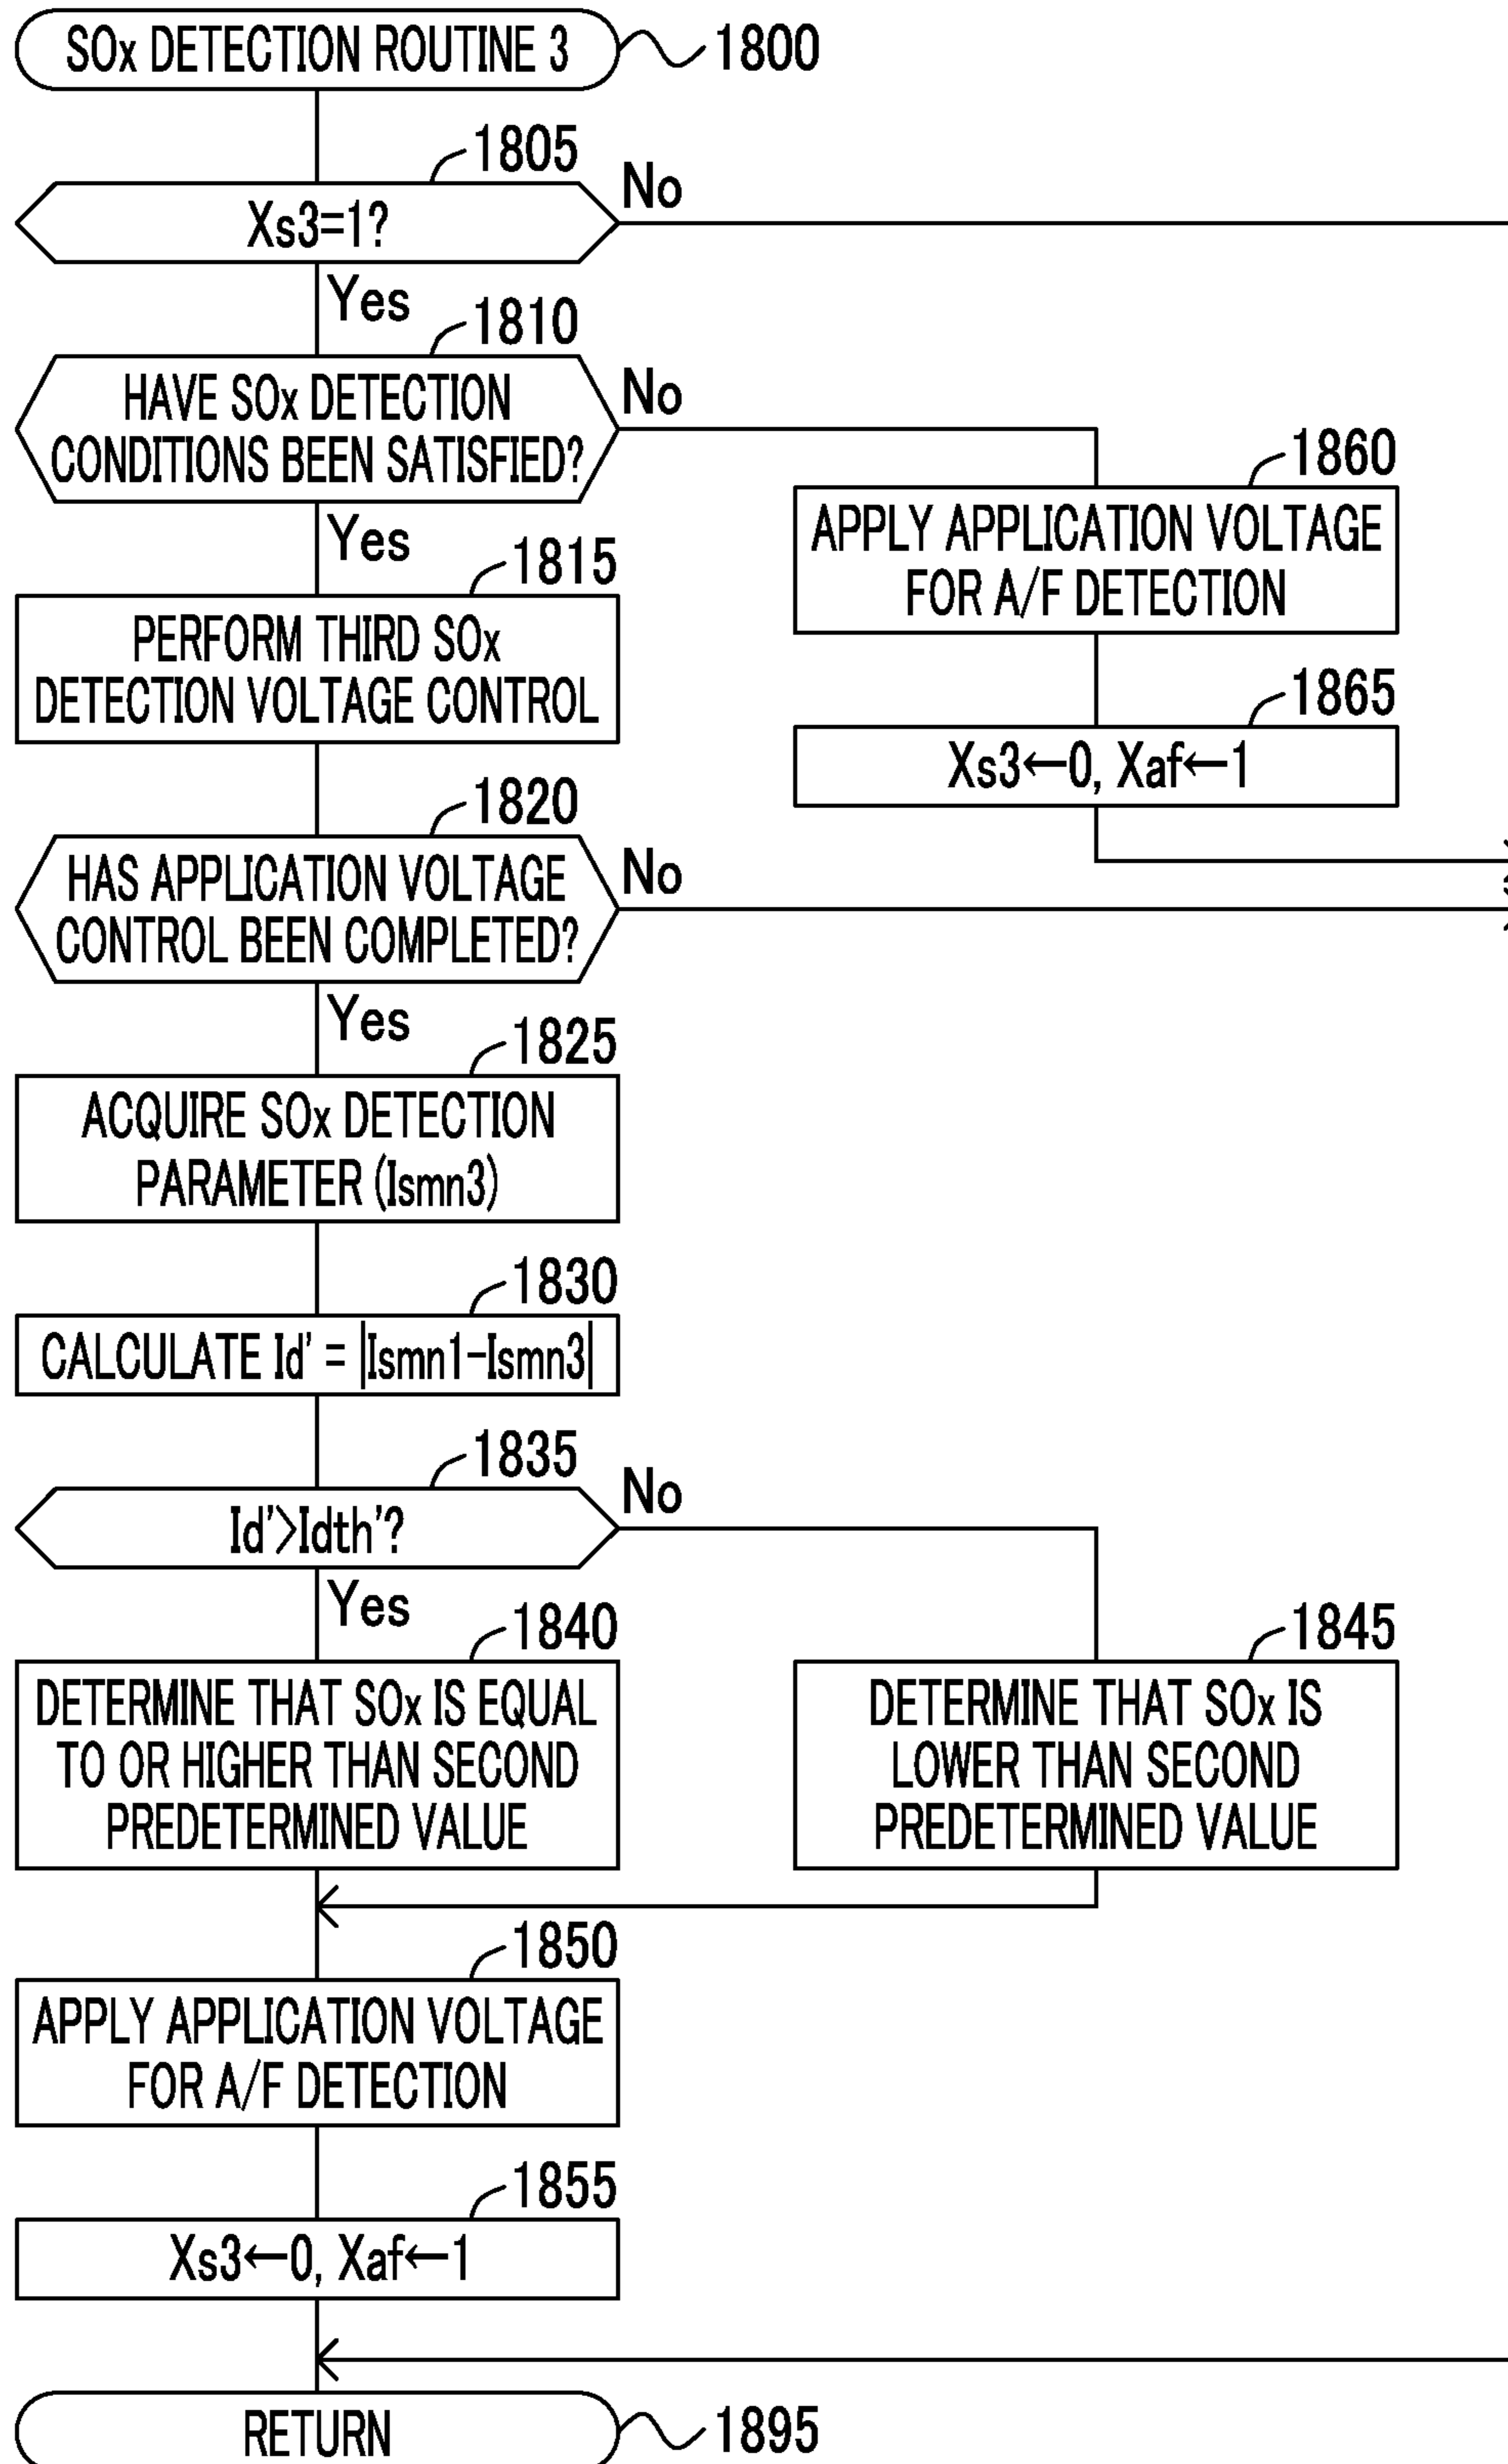 SOx DETECTION ROUTINE 3
1800
1805
Xs3=1?
No
Yes
1810
HAVE SOx DETECTION
CONDITIONS BEEN SATISFIED?
No
Yes
1860
APPLY APPLICATION VOLTAGE
FOR A/F DETECTION
1815
PERFORM THIRD SOx
DETECTION VOLTAGE CONTROL
1865
Xs3←0, Xaf←1
1820
HAS APPLICATION VOLTAGE
CONTROL BEEN COMPLETED?
No
Yes
1825
ACQUIRE SOx DETECTION
PARAMETER (Ismn3)
1830
CALCULATE Id' = |Ismn1-Ismn3|
1835
Id'>Idth'?
No
Yes
1840
DETERMINE THAT SOx IS EQUAL
TO OR HIGHER THAN SECOND
PREDETERMINED VALUE
1845
DETERMINE THAT SOx IS
LOWER THAN SECOND
PREDETERMINED VALUE
1850
APPLY APPLICATION VOLTAGE
FOR A/F DETECTION
1855
Xs3←0, Xaf←1
RETURN
1895